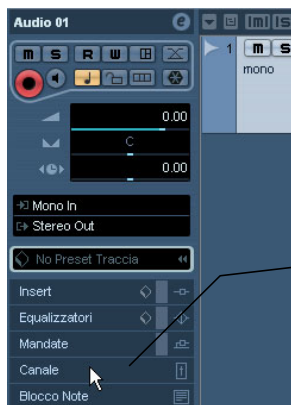 Audio 01
e
m S R W
0.00
C
0.00
Mono In
Stereo Out
No Preset Traccia
Insert
Equalizzatori
Mandate
Canale
Blocco Note
m s
1 m s
mono